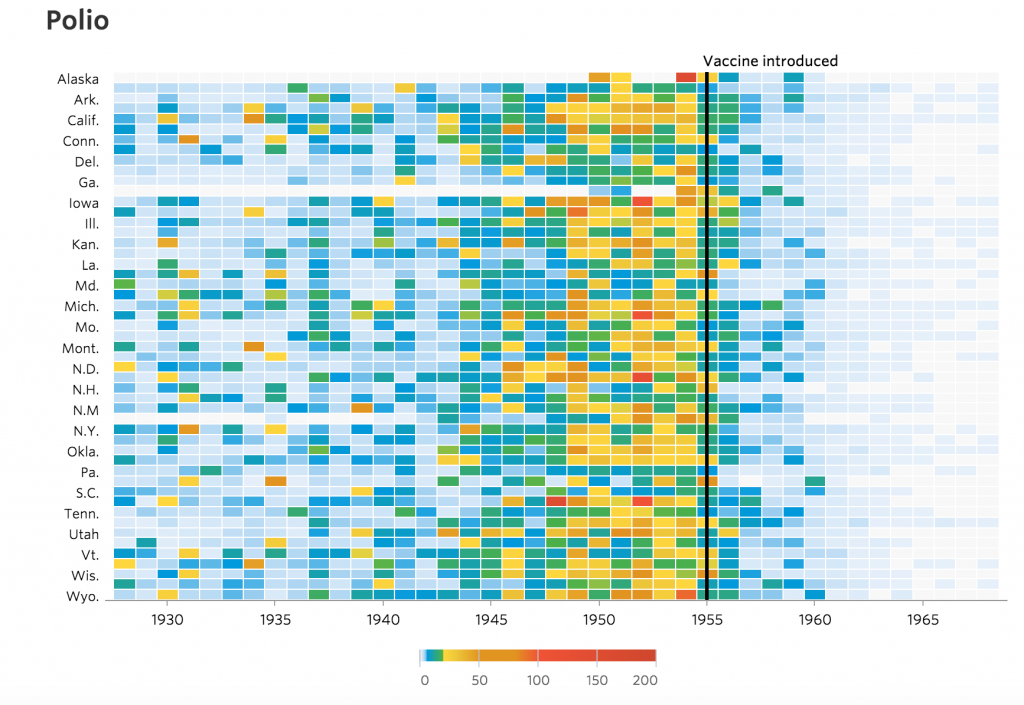 Polio
Vaccine introduced
Alaska
Ark.
Calif.
Conn.
Del.
Ga.
Iowa
Ill.
Kan.
La.
Md.
Mich.
Mo.
Mont.
N.D.
N.H.
N.M
N.Y.
Okla.
Pa.
S.C.
Tenn.
Utah
Vt.
Wis.
Wyo.
1930 1935 1940 1945 1950 1955 1960 1965
0 50 100 150 200